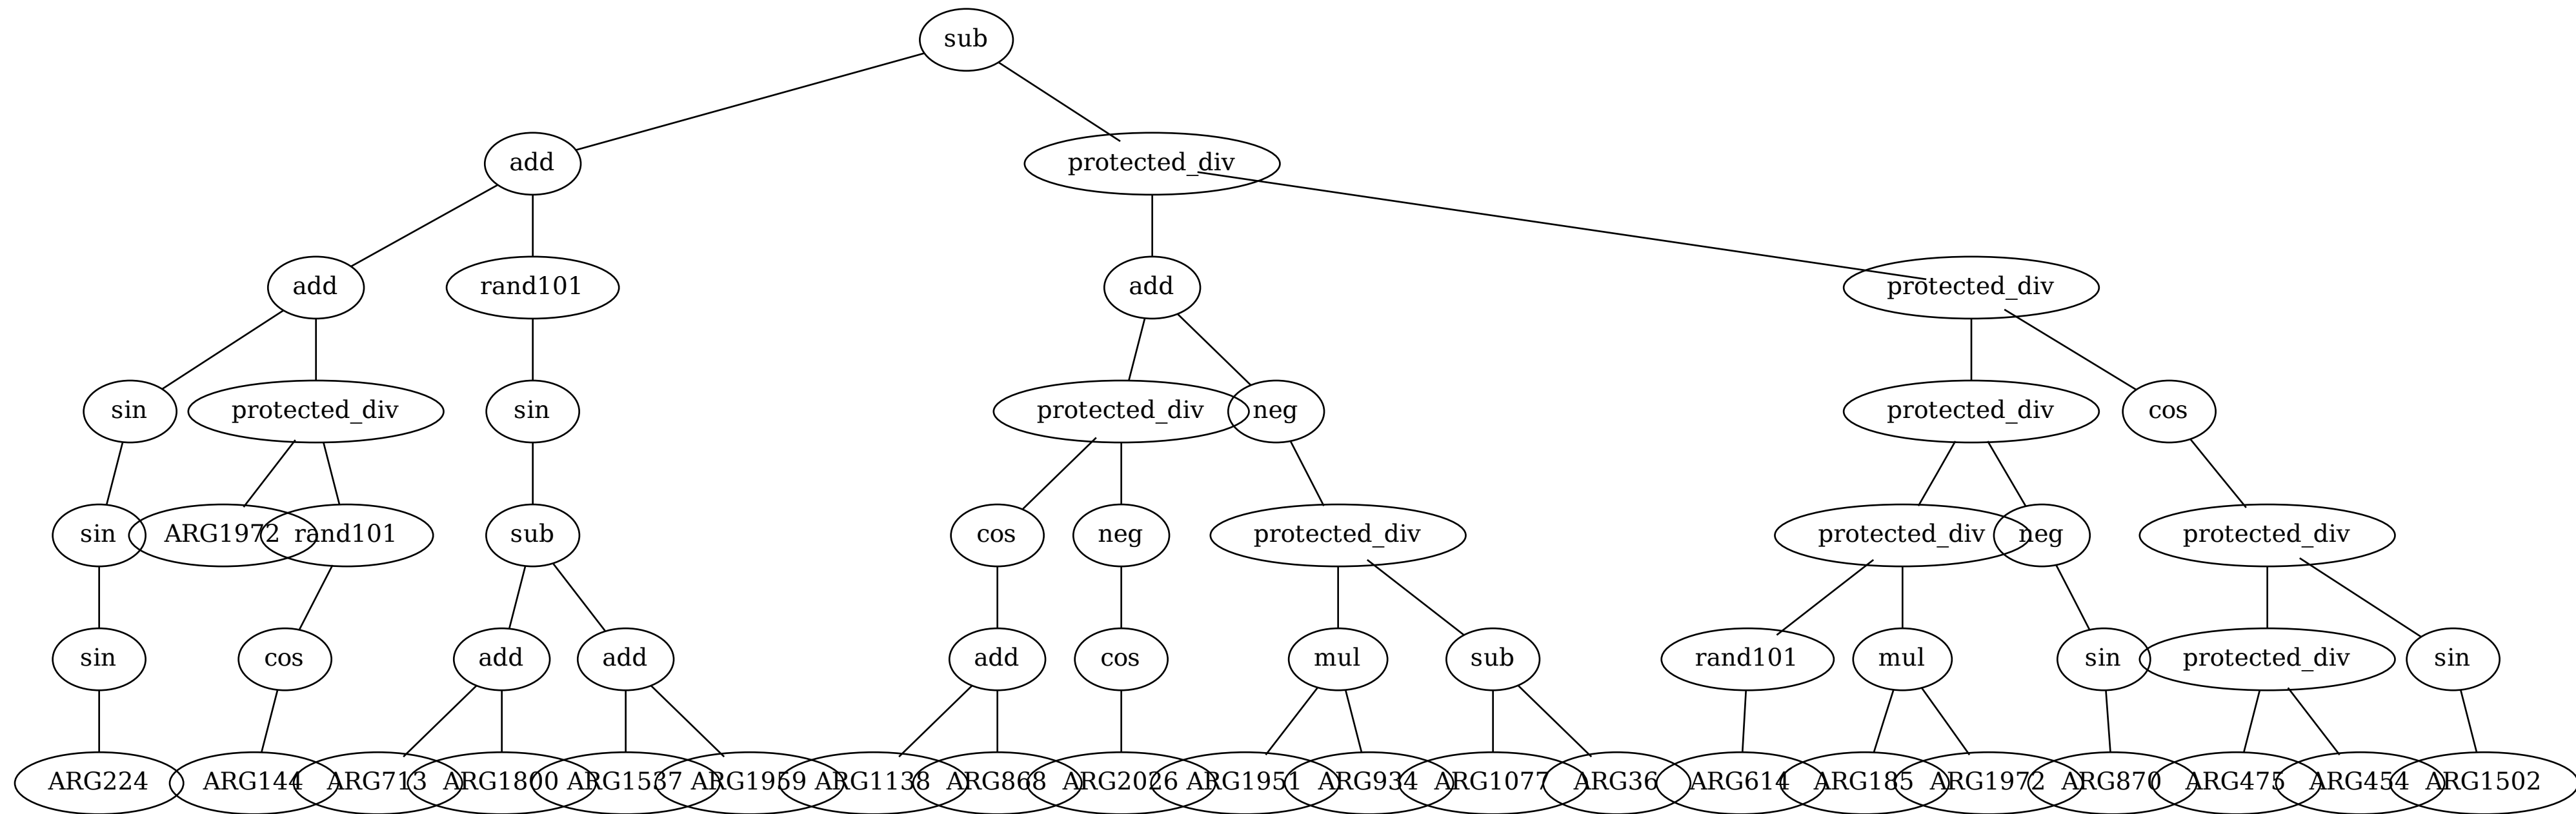 sub
add protected_div
add rand101 add protected_div
sin protected_div sin protected_div neg protected_div cos
sin ARG1972 rand101 sub cos neg protected_div protected_div neg protected_div
sin cos add add add cos mul sub rand101 mul sin protected_div sin
ARG224 ARG144 ARG713 ARG1800 ARG1537 ARG1959 ARG1138 ARG868 ARG2026 ARG1951 ARG934 ARG1077 ARG36 ARG614 ARG185 ARG1972 ARG870 ARG475 ARG454 ARG1502